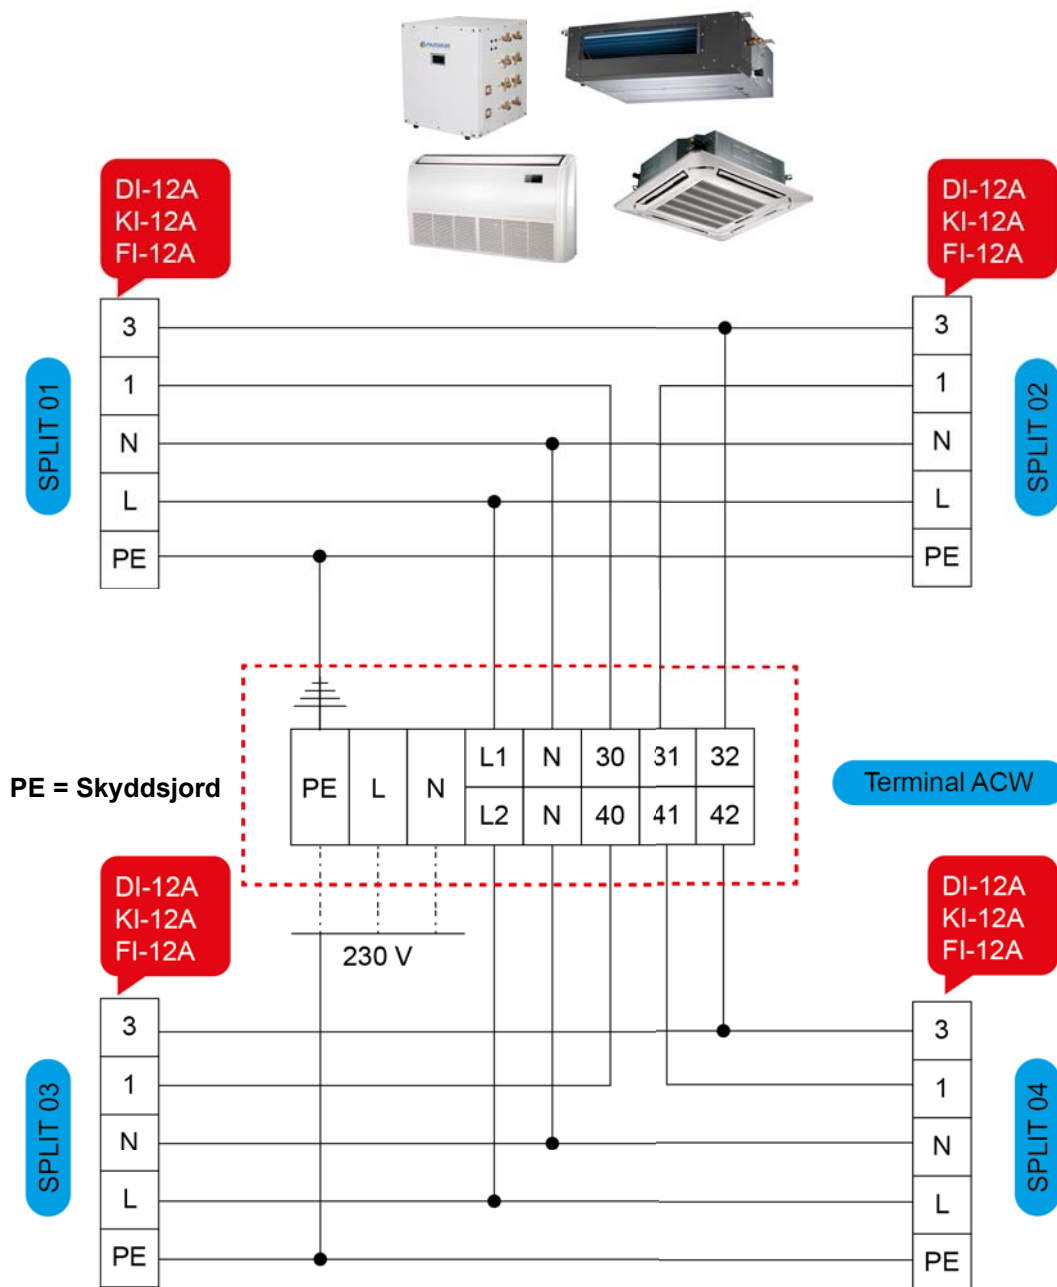 PARKAIR
DI-12A
KI-12A
FI-12A
DI-12A
KI-12A
FI-12A
SPLIT 01
3
1
N
L
PE
3
1
N
L
PE
SPLIT 02
PE = Skyddsjord
PE L N L1 N 30 31 32
L2 N 40 41 42
Terminal ACW
230 V
DI-12A
KI-12A
FI-12A
DI-12A
KI-12A
FI-12A
SPLIT 03
3
1
N
L
PE
3
1
N
L
PE
SPLIT 04